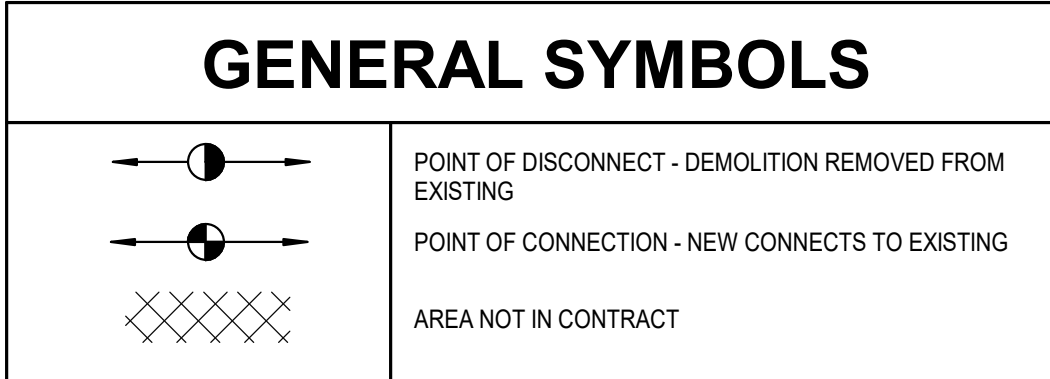 GENERAL SYMBOLS
POINT OF DISCONNECT - DEMOLITION REMOVED FROM
EXISTING
POINT OF CONNECTION - NEW CONNECTS TO EXISTING
AREA NOT IN CONTRACT